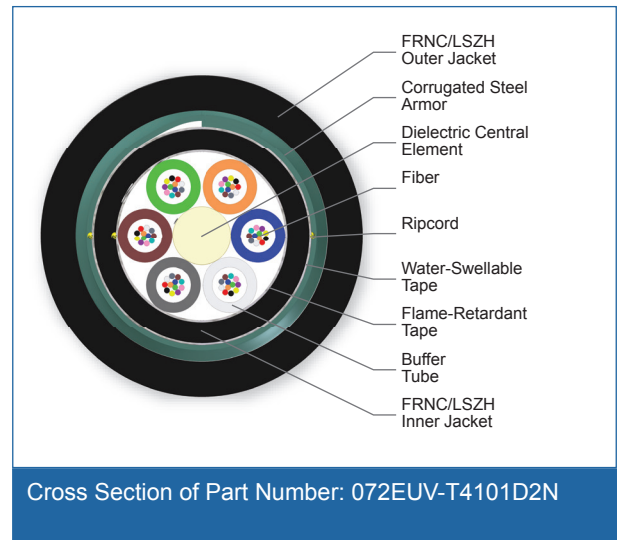 FRNC/LSZH
Outer Jacket
Corrugated Steel
Armor
Dielectric Central
Element
Fiber
Ripcord
Water-Swellable
Tape
Flame-Retardant
Tape
Buffer
Tube
FRNC/LSZH
Inner Jacket
Cross Section of Part Number: 072EUV-T4101D2N